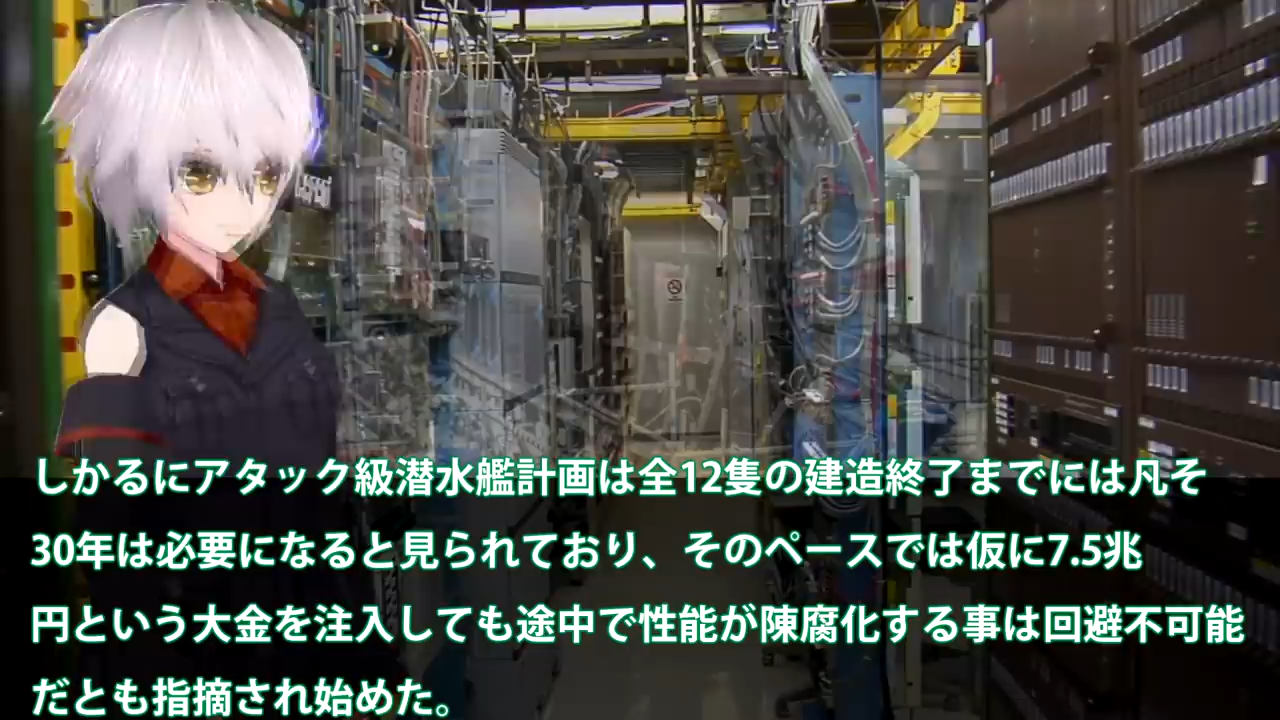 しかるにアタック級潜水艦計画は全12隻の建造終了までには凡そ
30年は必要になると見られており、そのペースでは仮に7.5兆
円という大金を注入しても途中で性能が陳腐化する事は回避不可能
だとも指摘され始めた。